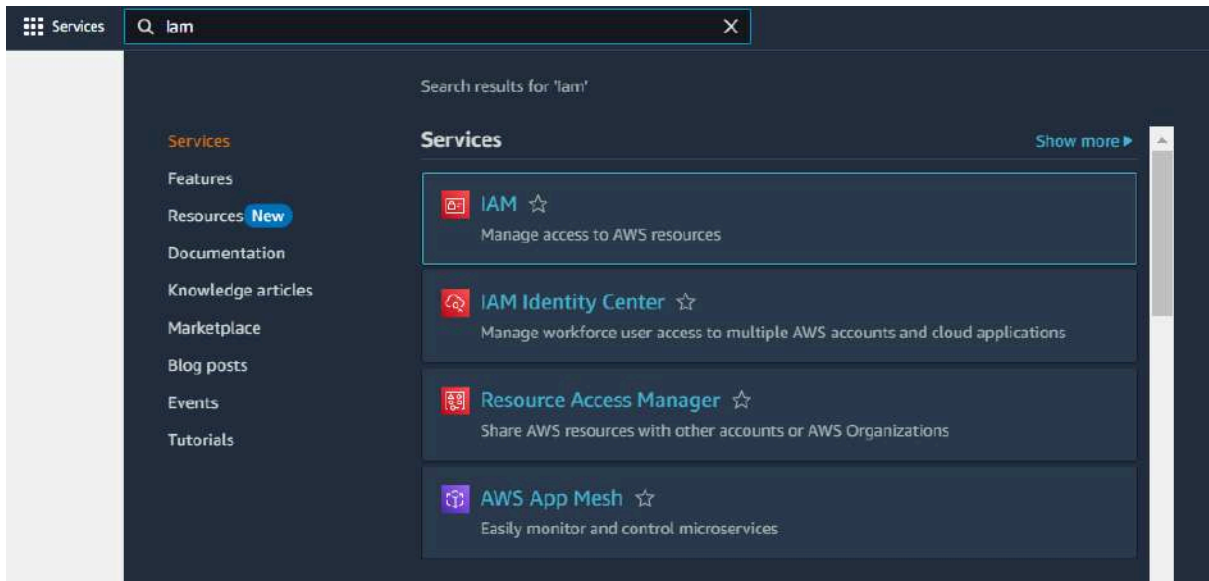 Services
Iam
Search results for 'Iam'
Services
Features
Resources New
Documentation
Knowledge articles
Marketplace
Blog posts
Events
Tutorials
Services
Show more
IAM
Manage access to AWS resources
IAM Identity Center
Manage workforce user access to multiple AWS accounts and cloud applications
Resource Access Manager
Share AWS resources with other accounts or AWS Organizations
AWS App Mesh
Easily monitor and control microservices